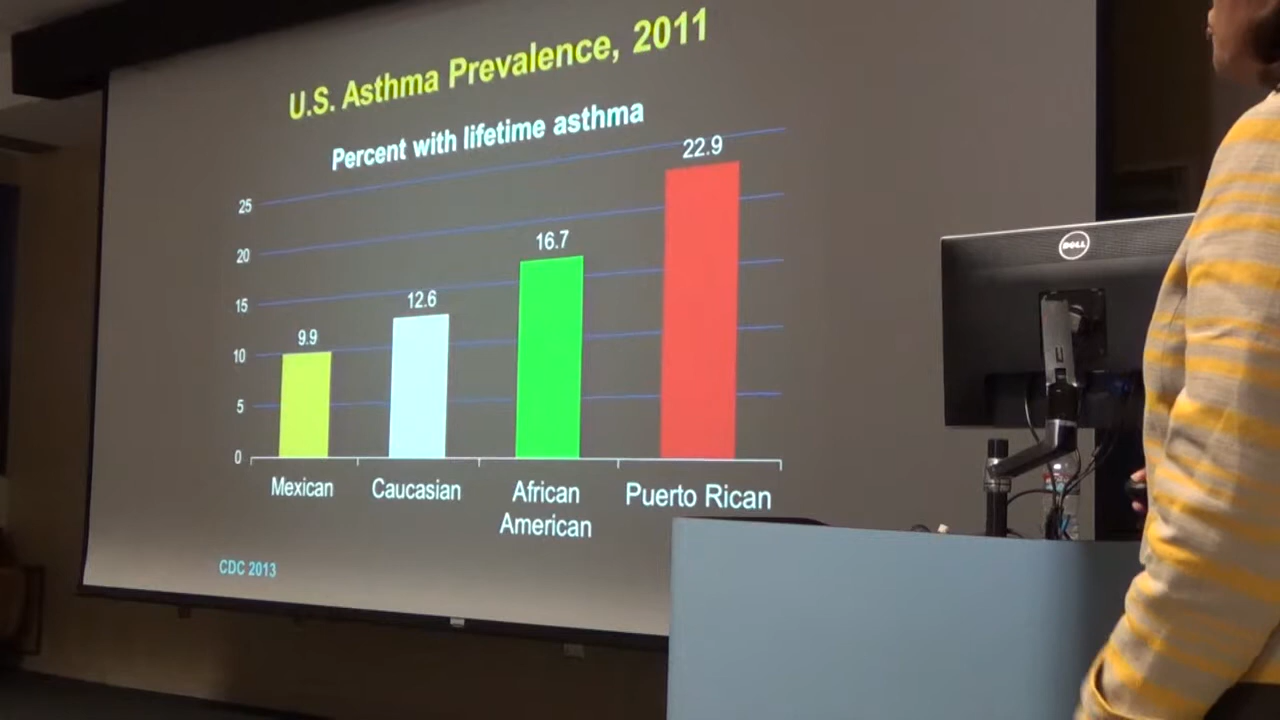 U.S. Asthma Prevalence, 2011
Percent with lifetime asthma
25
20
15
10
5
0
9.9
12.6
16.7
22.9
Mexican
Caucasian
African
American
Puerto Rican
CDC 2013
DELL